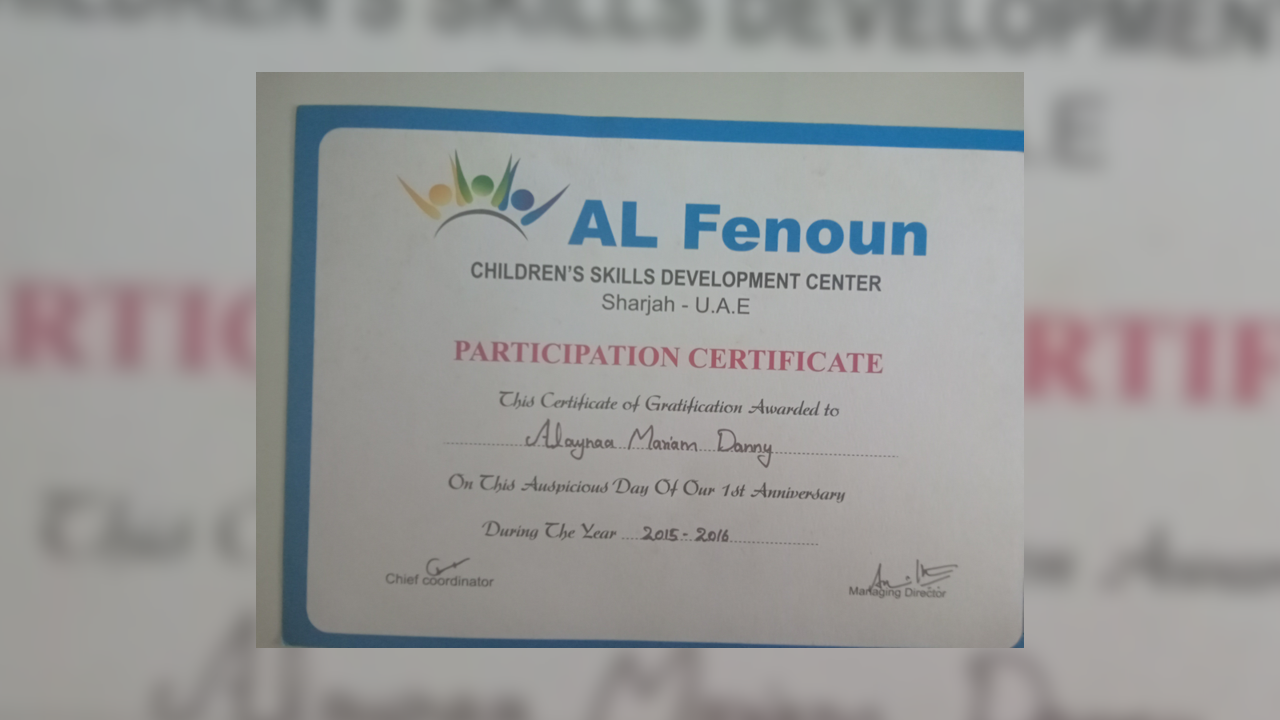 AL Fenoun
CHILDREN'S SKILLS DEVELOPMENT CENTER
Sharjah - U.A.E
PARTICIPATION CERTIFICATE
This Certificate of Gratification Awarded to
Alaynaa Mariam Danny
On This Auspicious Day Of Our 1st Anniversary
During The Year 2015-2016
Chief coordinator
Managing Director